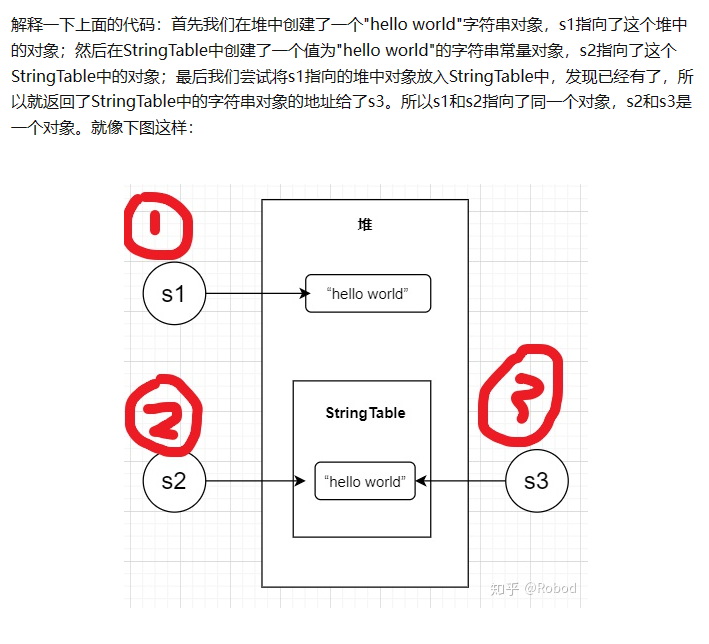 解释一下上面的代码：首先我们在堆中创建了一个"hello world"字符串对象，s1指向了这个堆中
的对象；然后在StringTable中创建了一个值为"hello world"的字符串常量对象，s2指向了这个
StringTable中的对象；最后我们尝试将s1指向的堆中对象放入StringTable中，发现已经有了，所
以就返回了StringTable中的字符串对象的地址给了s3。所以s1和s2指向了同一个对象，s2和s3是
一个对象。就像下图这样：
1
堆
s1
“hello world”
2
3
StringTable
s2
“hello world”
s3
知乎 @Robod